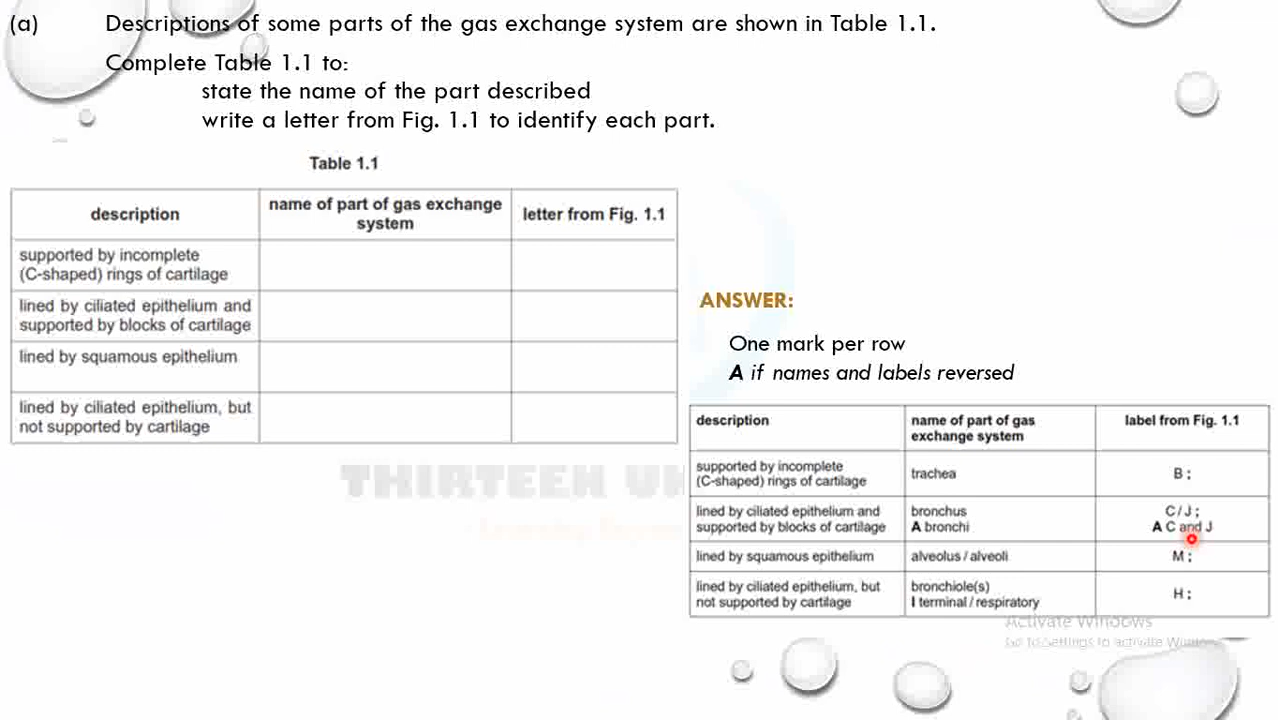 (a) Descriptions of some parts of the gas exchange system are shown in Table 1.1.
Complete Table 1.1 to:
state the name of the part described
write a letter from Fig. 1.1 to identify each part.
Table 1.1
description
name of part of gas exchange
system
letter from Fig. 1.1
supported by incomplete
(C-shaped) rings of cartilage
lined by ciliated epithelium and
supported by blocks of cartilage
lined by squamous epithelium
lined by ciliated epithelium, but
not supported by cartilage
THIRTEEN
ANSWER:
One mark per row
A if names and labels reversed
description
name of part of gas
exchange system
label from Fig. 1.1
supported by incomplete
(C-shaped) rings of cartilage
trachea
B ;
lined by ciliated epithelium and
supported by blocks of cartilage
bronchus
A bronchi
C / J ;
A C and J
lined by squamous epithelium
alveolus / alveoli
M ;
lined by ciliated epithelium, but
not supported by cartilage
bronchiole(s)
I terminal / respiratory
H ;
Activate Windows
Go to Settings to activate